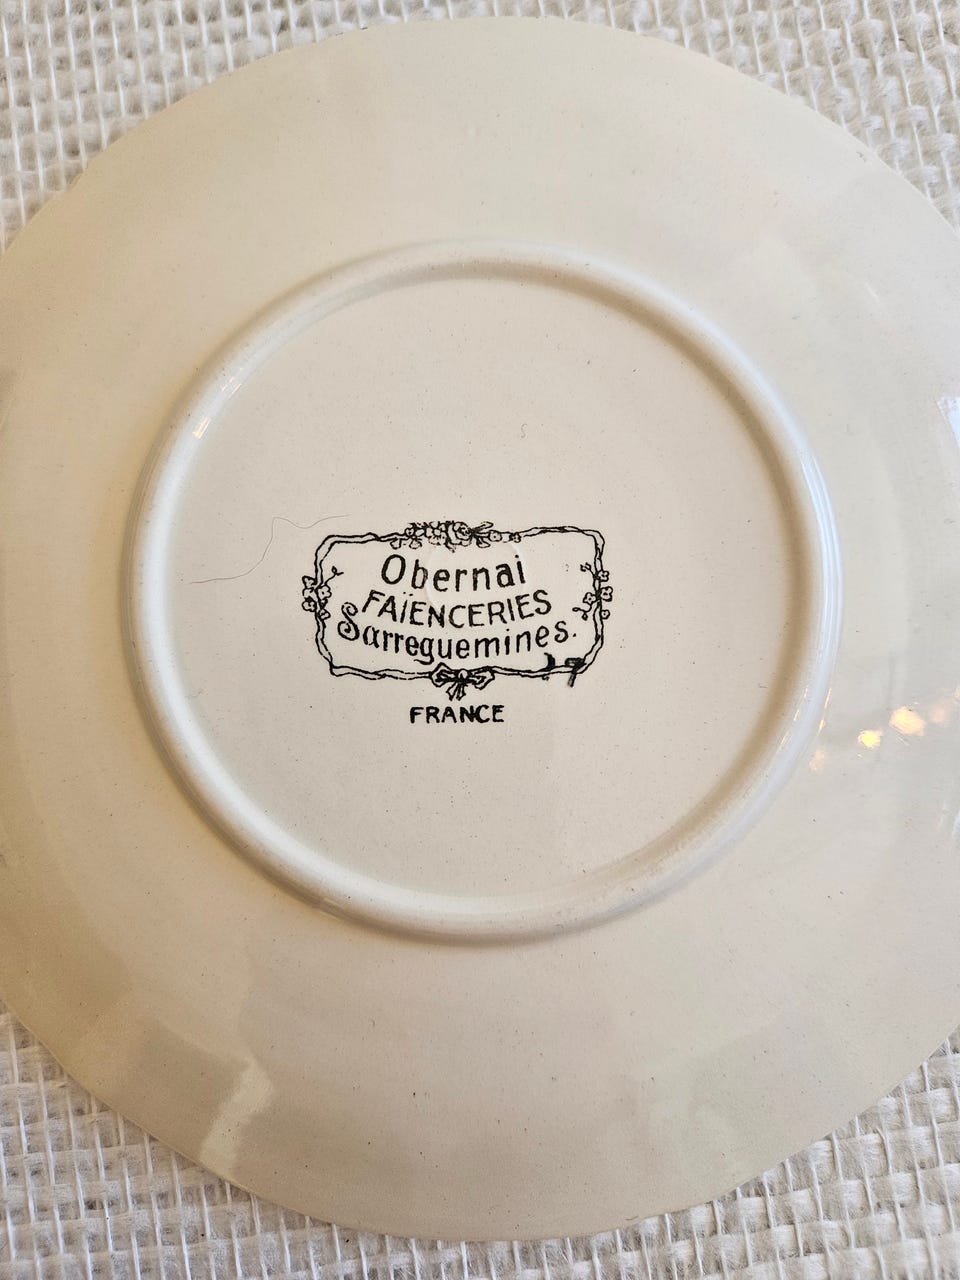 Obernai
FAÏENCERIES
Sarreguemines.
FRANCE